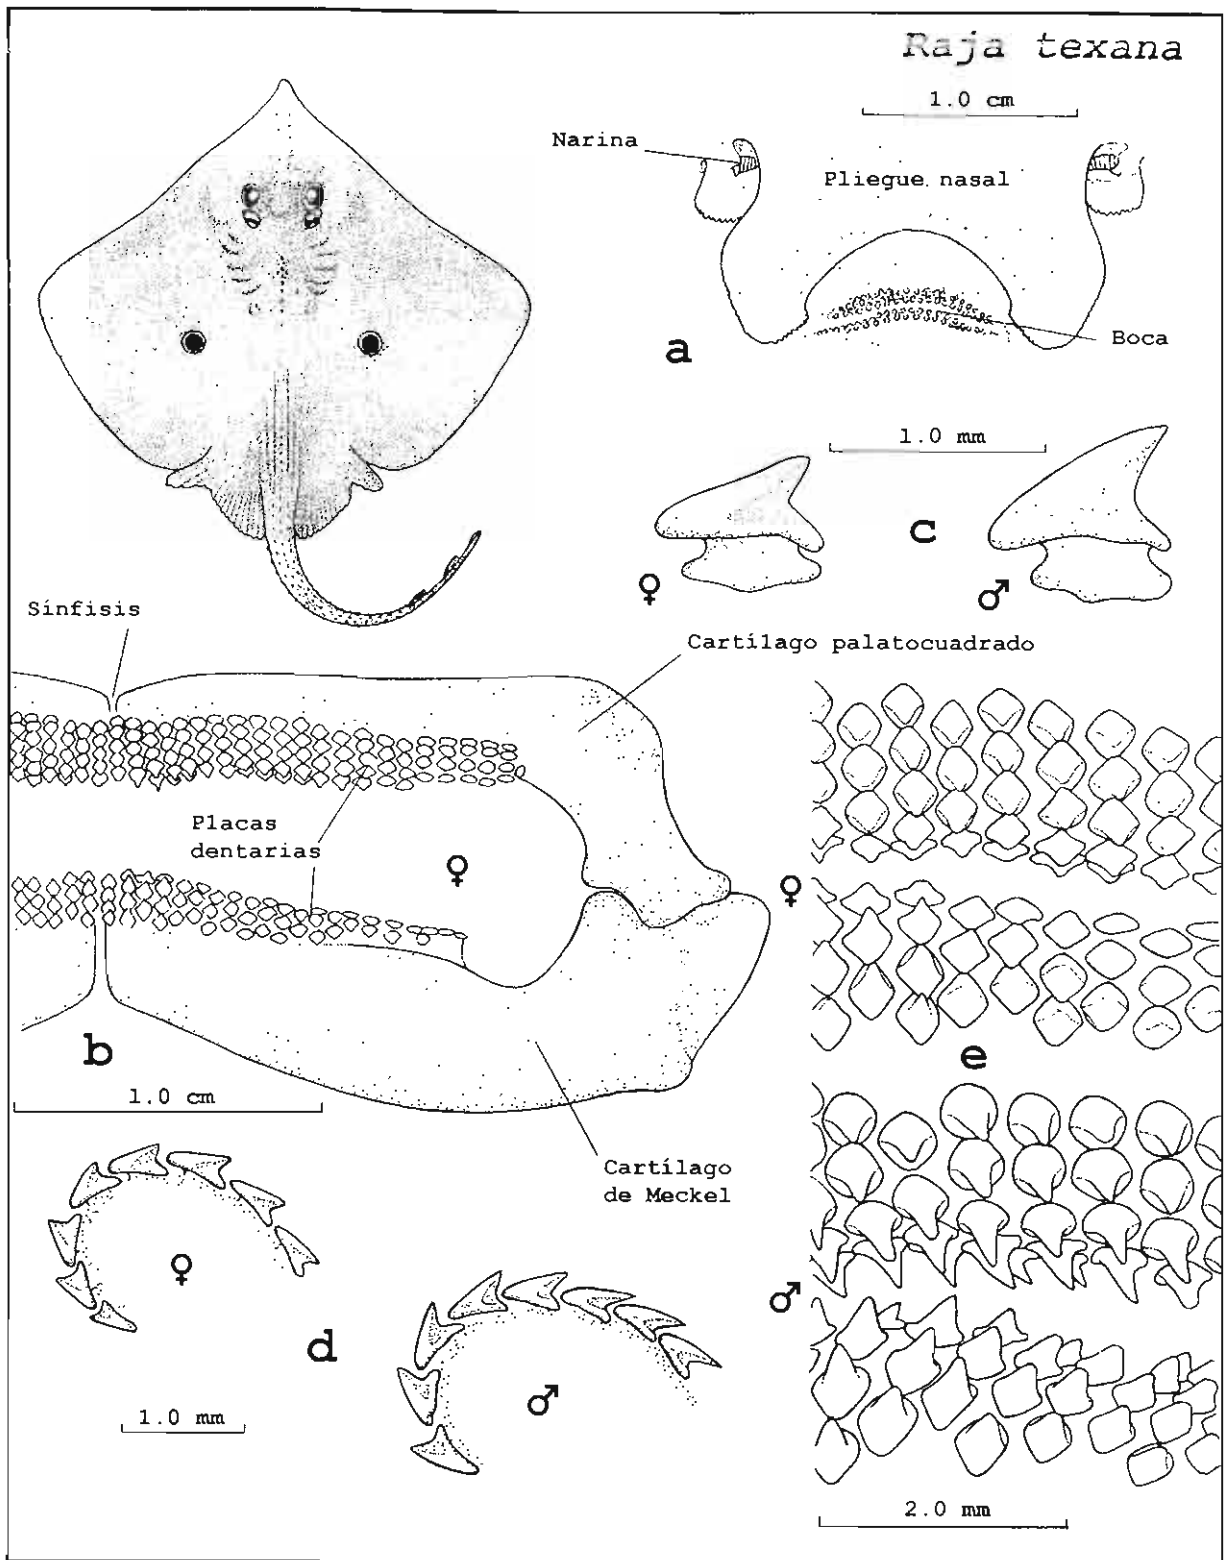 Raja texana
1.0 cm
Narina
Pliegue nasal
Boca
a
1.0 mm
c
♀
♂
Sínfisis
Cartílago palatocuadrado
Placas
dentarias
♀
♀
b
1.0 cm
e
Cartílago
de Meckel
♀
d
♂
♂
1.0 mm
2.0 mm